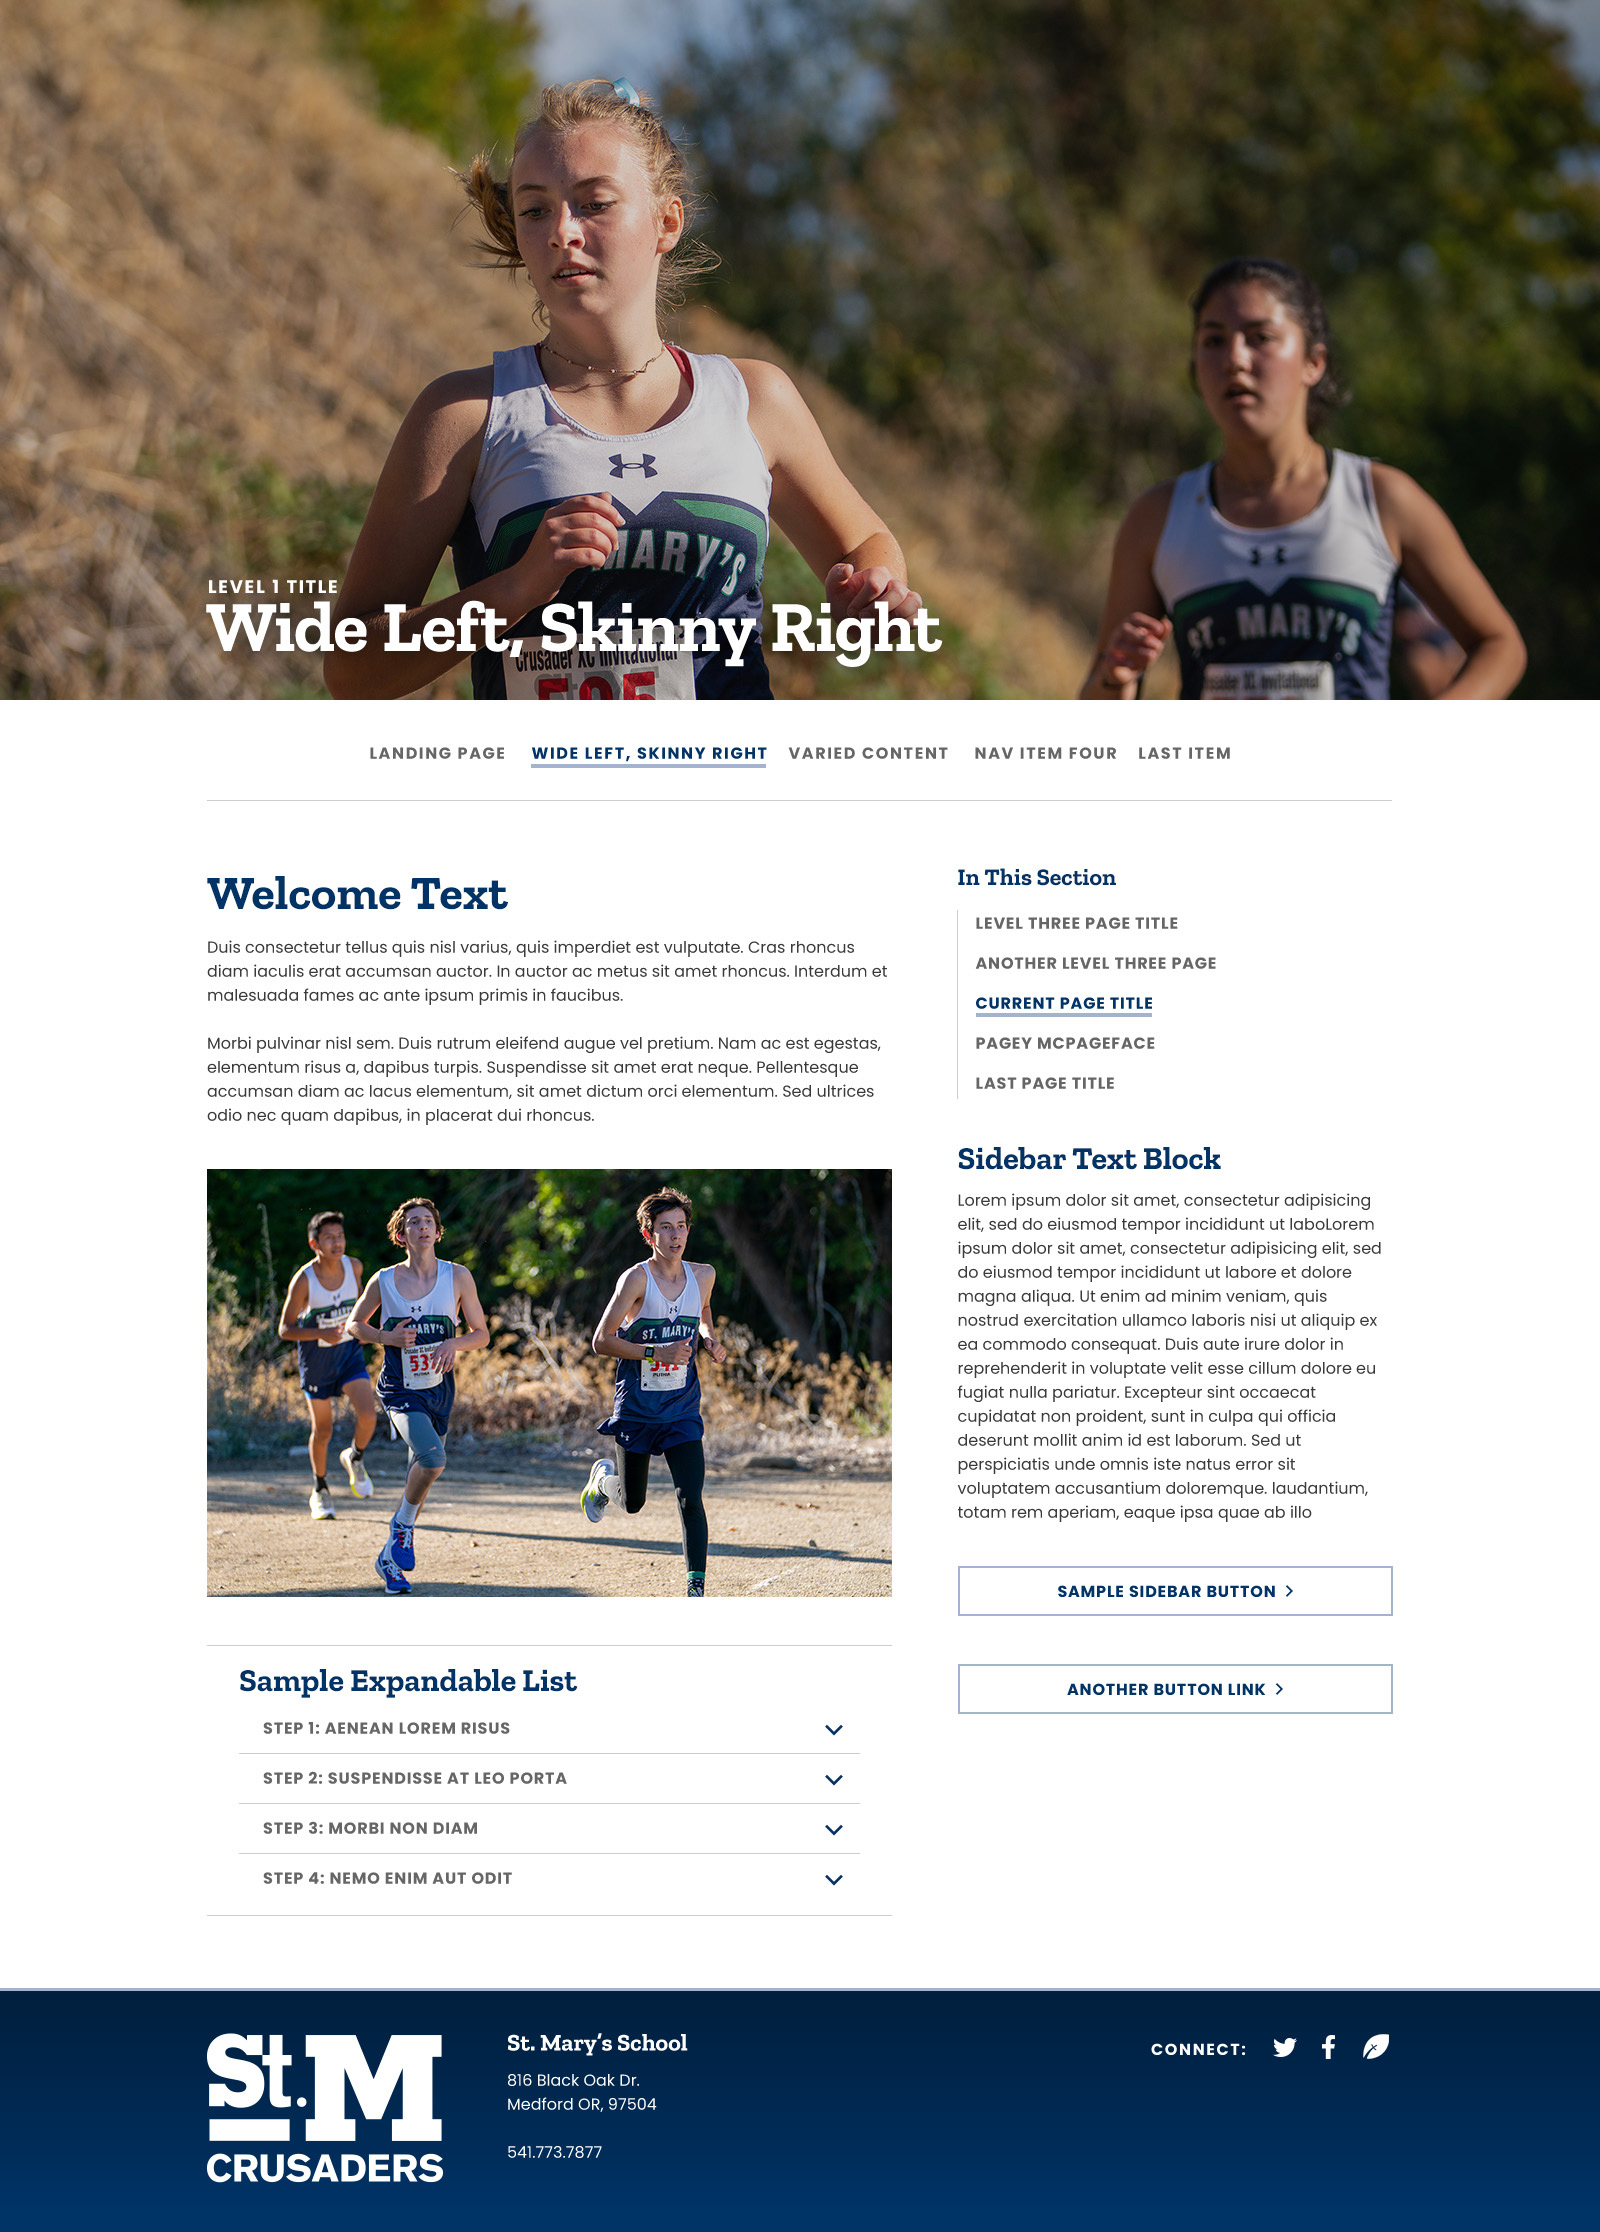 MARY'S
ST. MARY'S
LEVEL 1 TITLE
Wide Left, Skinny Right
Crusader XC Invitational
LANDING PAGE
WIDE LEFT, SKINNY RIGHT
VARIED CONTENT
NAV ITEM FOUR
LAST ITEM
Welcome Text
Duis consectetur tellus quis nisl varius, quis imperdiet est vulputate. Cras rhoncus
diam iaculis erat accumsan auctor. In auctor ac metus sit amet rhoncus. Interdum et
malesuada fames ac ante ipsum primis in faucibus.
Morbi pulvinar nisl sem. Duis rutrum eleifend augue vel pretium. Nam ac est egestas,
elementum risus a, dapibus turpis. Suspendisse sit amet erat neque. Pellentesque
accumsan diam ac lacus elementum, sit amet dictum orci elementum. Sed ultrices
odio nec quam dapibus, in placerat dui rhoncus.
MARY'S
ST. MARY'S
Sample Expandable List
STEP 1: AENEAN LOREM RISUS
STEP 2: SUSPENDISSE AT LEO PORTA
STEP 3: MORBI NON DIAM
STEP 4: NEMO ENIM AUT ODIT
In This Section
LEVEL THREE PAGE TITLE
ANOTHER LEVEL THREE PAGE
CURRENT PAGE TITLE
PAGEY MCPAGEFACE
LAST PAGE TITLE
Sidebar Text Block
Lorem ipsum dolor sit amet, consectetur adipisicing
elit, sed do eiusmod tempor incididunt ut laboLorem
ipsum dolor sit amet, consectetur adipisicing elit, sed
do eiusmod tempor incididunt ut labore et dolore
magna aliqua. Ut enim ad minim veniam, quis
nostrud exercitation ullamco laboris nisi ut aliquip ex
ea commodo consequat. Duis aute irure dolor in
reprehenderit in voluptate velit esse cillum dolore eu
fugiat nulla pariatur. Excepteur sint occaecat
cupidatat non proident, sunt in culpa qui officia
deserunt mollit anim id est laborum. Sed ut
perspiciatis unde omnis iste natus error sit
voltuptatem accusantium doloremque. laudantium,
totam rem aperiam, eaque ipsa quae ab illo
SAMPLE SIDEBAR BUTTON
ANOTHER BUTTON LINK
St.M
CRUSADERS
St. Mary's School
816 Black Oak Dr.
Medford OR, 97504
541.773.7877
CONNECT: